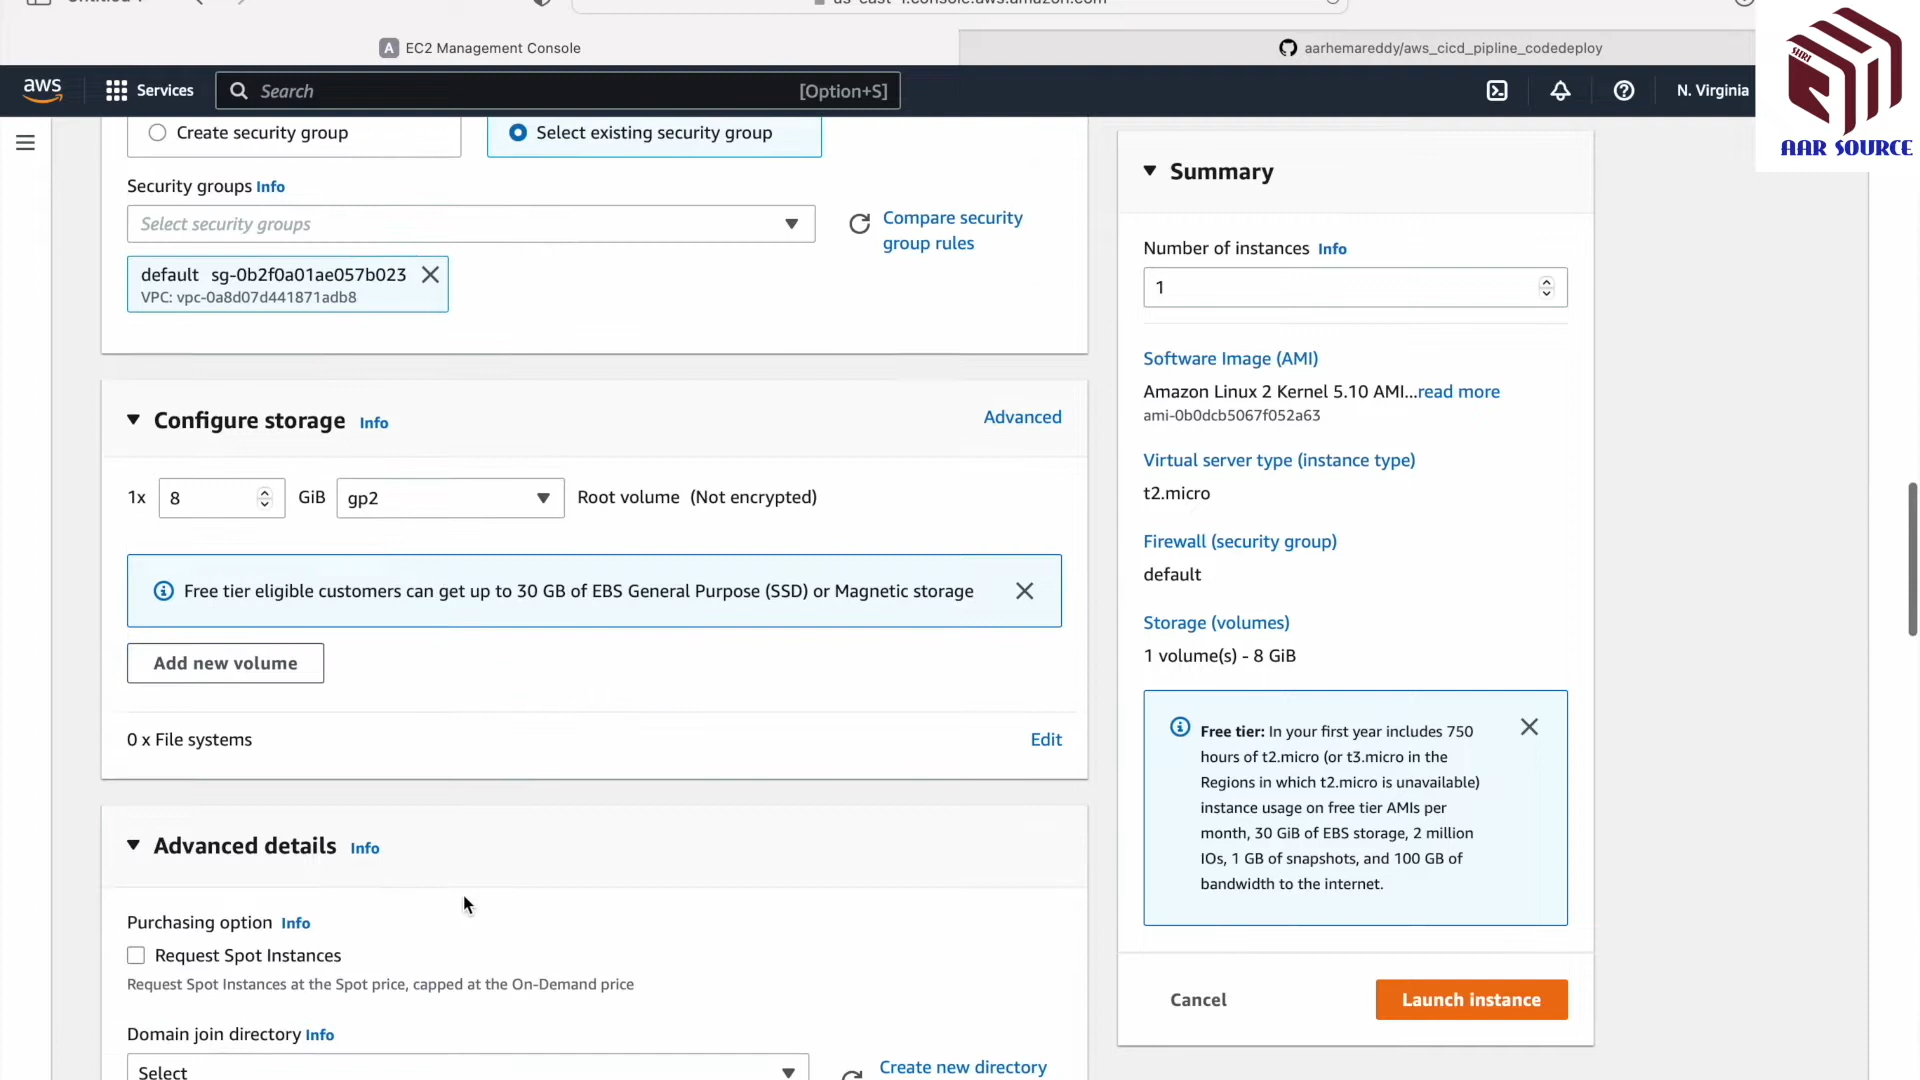 EC2 Management Console
aarhemareddy/aws_cicd_pipline_codedeploy
aws
Services
Search
[Option+S]
N. Virginia
SHRI
AAR SOURCE
Create security group
Select existing security group
Security groups Info
Select security groups
Compare security
group rules
default sg-0b2f0a01ae057b023
VPC: vpc-0a8d07d441871adb8
Configure storage Info
Advanced
1x 8 GiB gp2 Root volume (Not encrypted)
Free tier eligible customers can get up to 30 GB of EBS General Purpose (SSD) or Magnetic storage
Add new volume
0 x File systems
Edit
Advanced details Info
Purchasing option Info
Request Spot Instances
Request Spot Instances at the Spot price, capped at the On-Demand price
Domain join directory Info
Select
Create new directory
Summary
Number of instances Info
1
Software Image (AMI)
Amazon Linux 2 Kernel 5.10 AMI...read more
ami-0b0dcb5067f052a63
Virtual server type (instance type)
t2.micro
Firewall (security group)
default
Storage (volumes)
1 volume(s) - 8 GiB
Free tier: In your first year includes 750
hours of t2.micro (or t3.micro in the
Regions in which t2.micro is unavailable)
instance usage on free tier AMIs per
month, 30 GiB of EBS storage, 2 million
IOs, 1 GB of snapshots, and 100 GB of
bandwidth to the internet.
Cancel
Launch instance